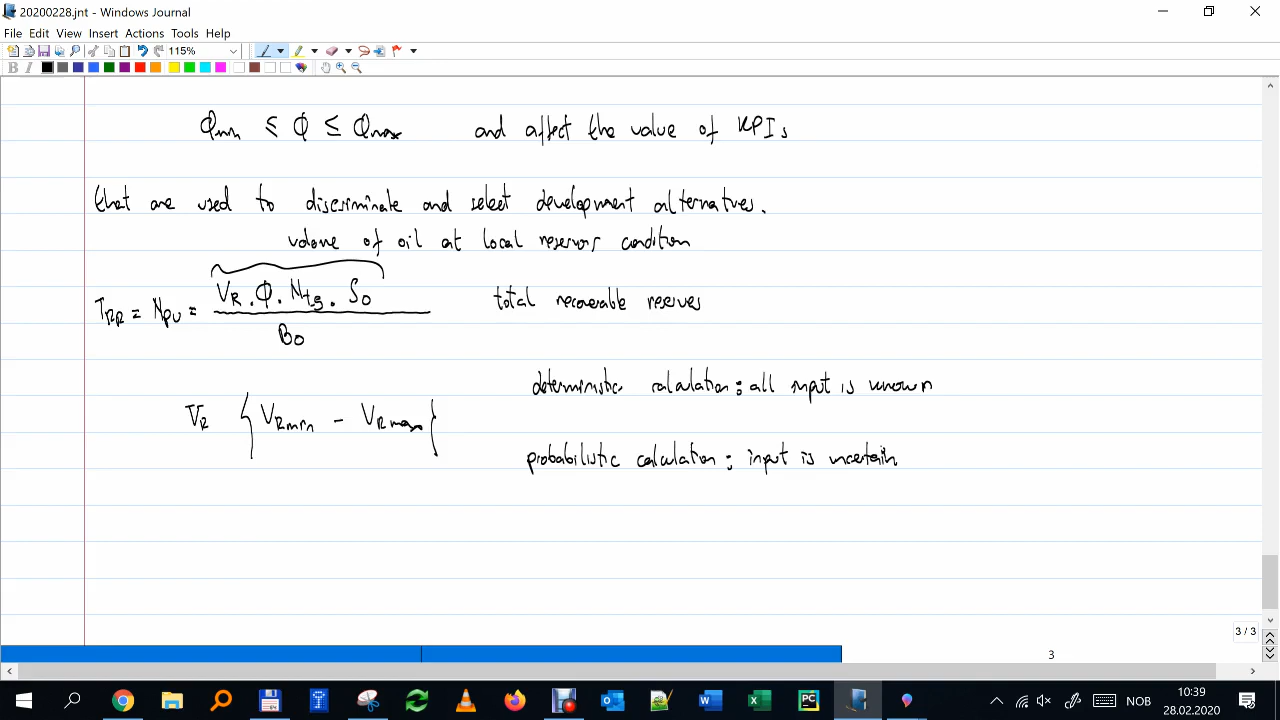 20200228.jnt - Windows Journal
File Edit View Insert Actions Tools Help
115%
B I
Φmin ≤ Φ ≤ Φmax and affect the value of KPIs
that are used to discriminate and select development alternatives.
volume of oil at local reservoir condition
TRR = Npu = VR . Φ . Ntg . So total recoverable reserves
Bo
deterministic calculation: all input is known
VR { VRmin - VRmax }
probabilistic calculation: input is uncertain
3 / 3
3
NOB
10:39
28.02.2020